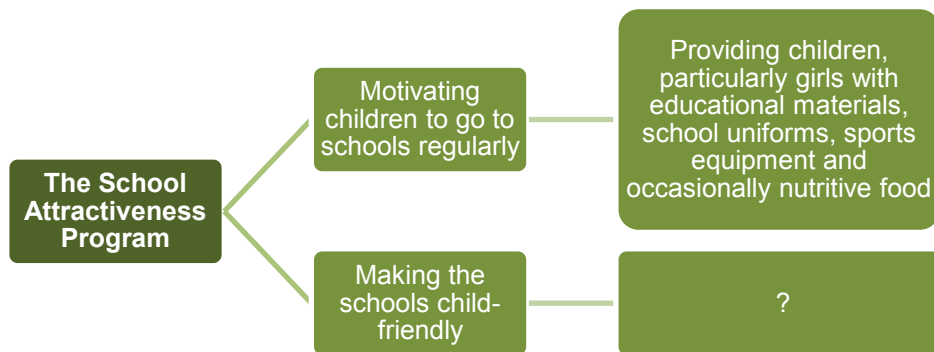 The School
Attractiveness
Program
Motivating
children to go to
schools regularly
Providing children,
particularly girls with
educational materials,
school uniforms, sports
equipment and
occasionally nutritive food
Making the
schools child-
friendly
?